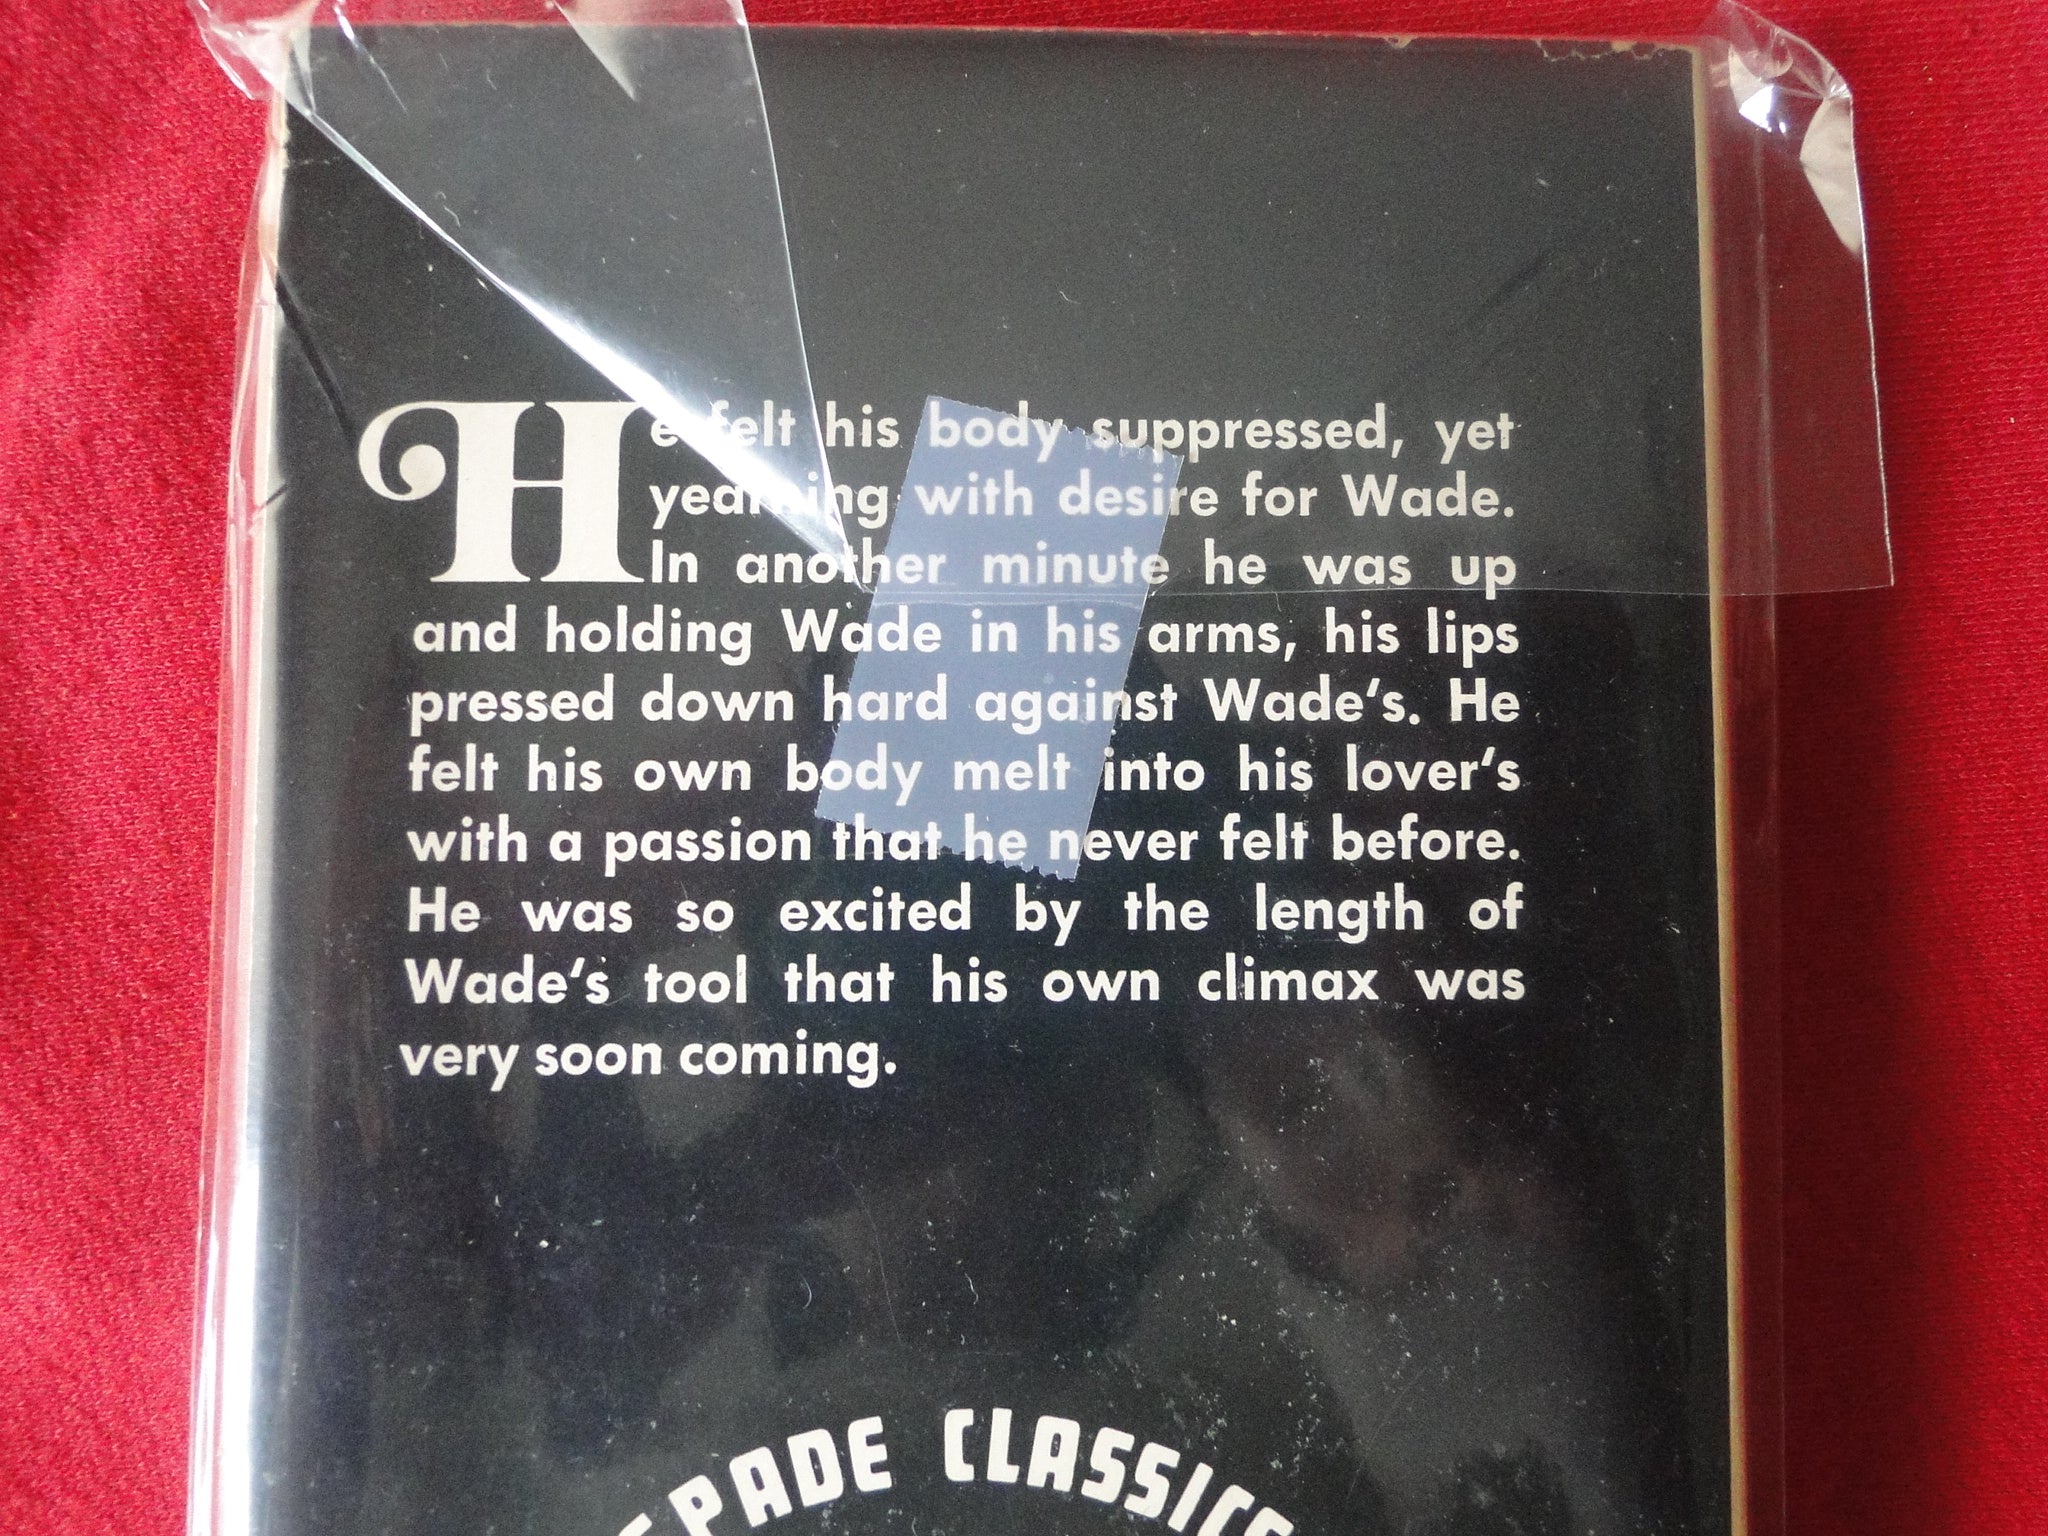 He felt his body suppressed, yet
yearning with desire for Wade.
In another minute he was up
and holding Wade in his arms, his lips
pressed down hard against Wade's. He
felt his own body melt into his lover's
with a passion that he never felt before.
He was so excited by the length of
Wade's tool that his own climax was
very soon coming.
SPADE CLASSICS